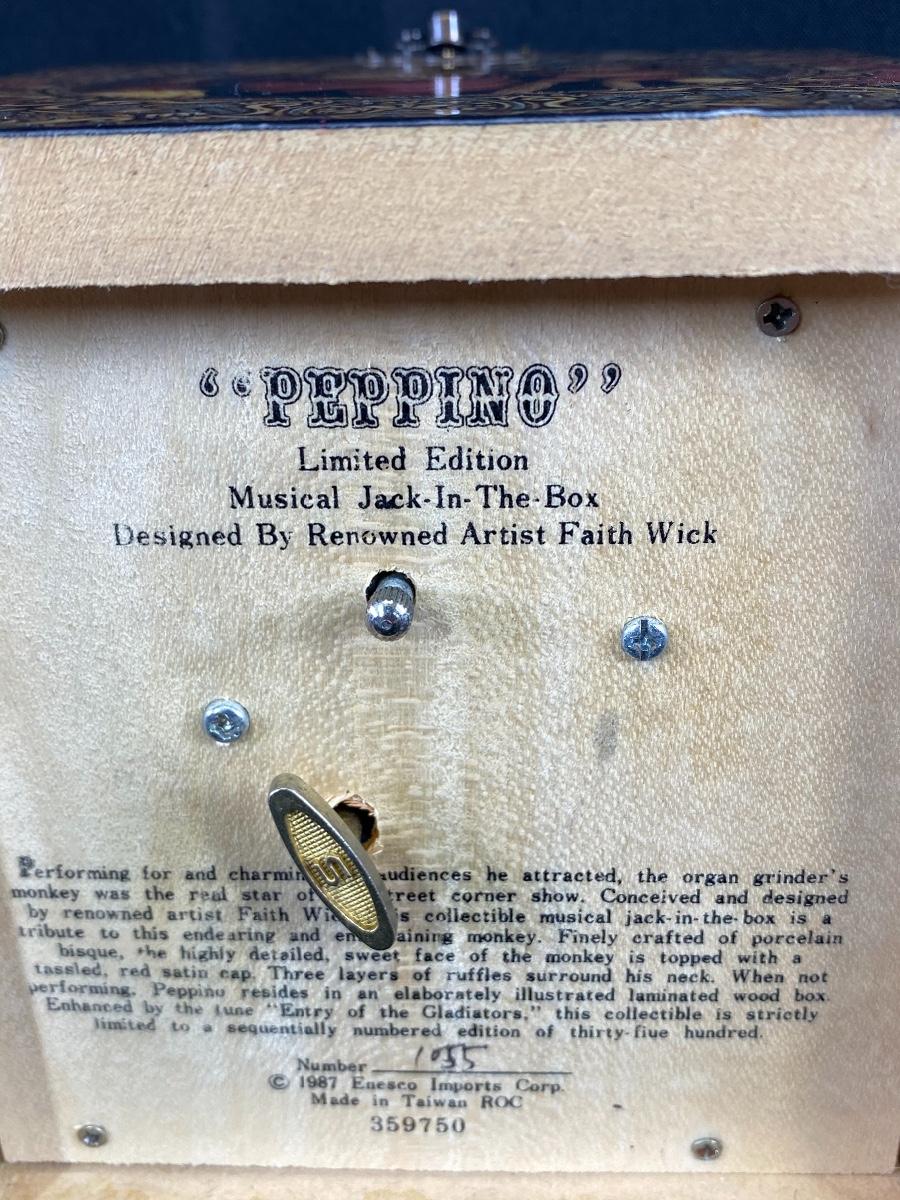 “PEPPINO”
Limited Edition
Musical Jack-In-The-Box
Designed By Renowned Artist Faith Wick
S
Performing for and charmin audiences he attracted, the organ grinder's
monkey was the real star of treet corner show. Conceived and designed
by renowned artist Faith Wi s collectible musical jack-in-the-box is a
tribute to this endearing and en aining monkey. Finely crafted of porcelain
bisque, the highly detailed, sweet face of the monkey is topped with a
tassled, red satin cap. Three layers of ruffles surround his neck. When not
performing, Peppino resides in an elaborately illustrated laminated wood box.
Enhanced by the tune "Entry of the Gladiators," this collectible is strictly
limited to a sequentially numbered edition of thirty-five hundred.
Number 1055
© 1987 Enesco Imports Corp.
Made in Taiwan ROC
359750